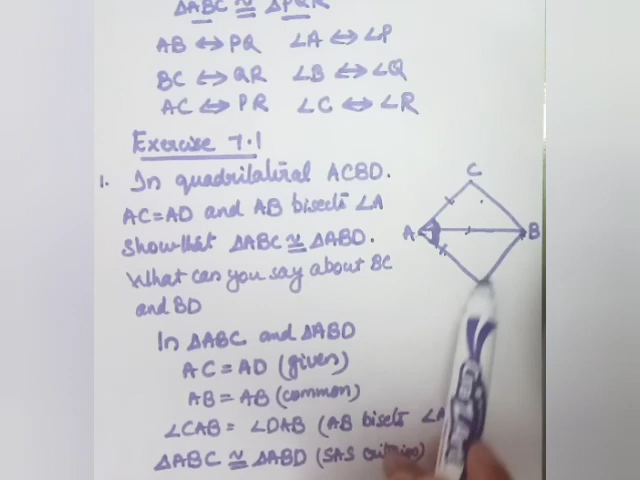 ΔABC ≅ ΔPQR
AB ⟺ PQ ∠A ⟺ ∠P
BC ⟺ QR ∠B ⟺ ∠Q
AC ⟺ PR ∠C ⟺ ∠R
Exercise 7.1
1. In quadrilateral ACBD.
AC=AD and AB bisects ∠A
Show that ΔABC ≅ ΔABD.
What can you say about BC
and BD
C
A
B
In ΔABC and ΔABD
AC = AD (given)
AB = AB (common)
∠CAB = ∠DAB (AB bisects ∠A
ΔABC ≅ ΔABD (SAS